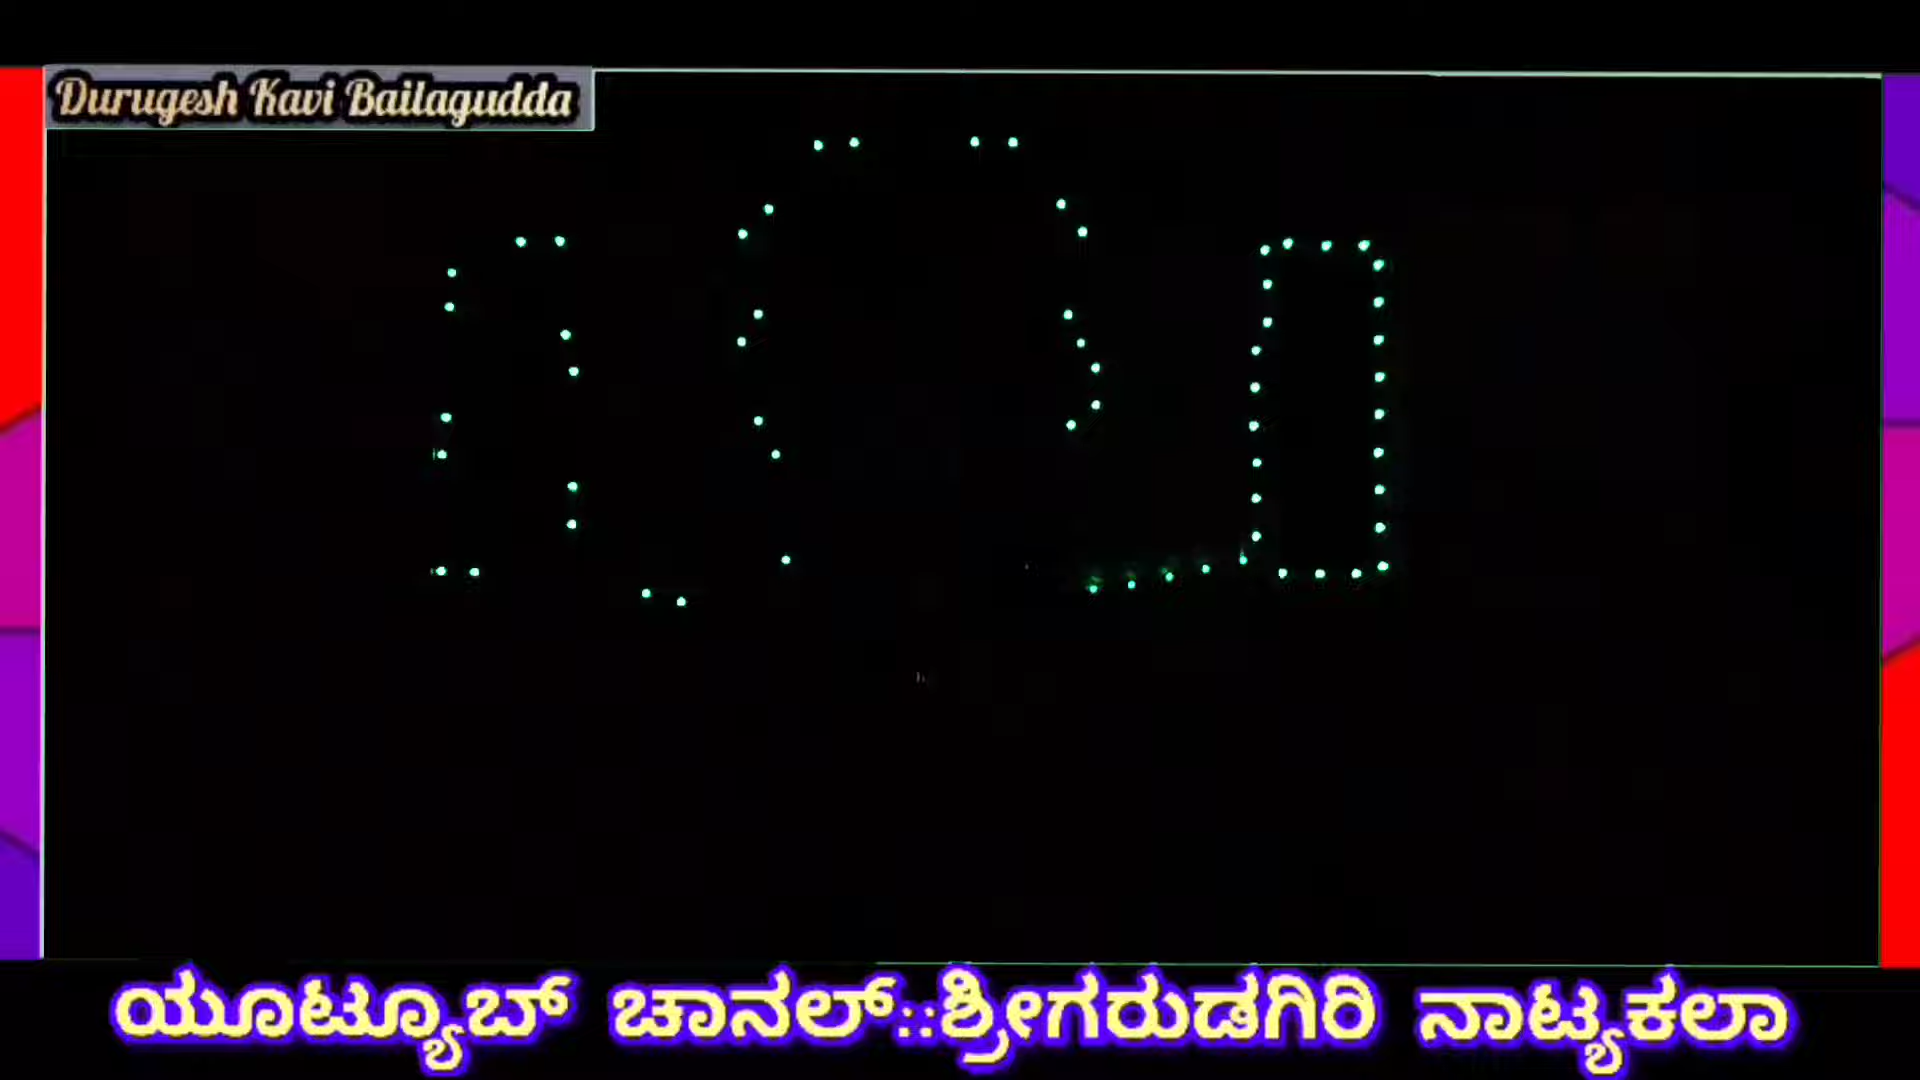 Durugesh Kavi Bailagudda
ಯೂಟ್ಯೂಬ್ ಚಾನಲ್::ಶ್ರೀಗರುಡಗಿರಿ ನಾಟ್ಯಕಲಾ